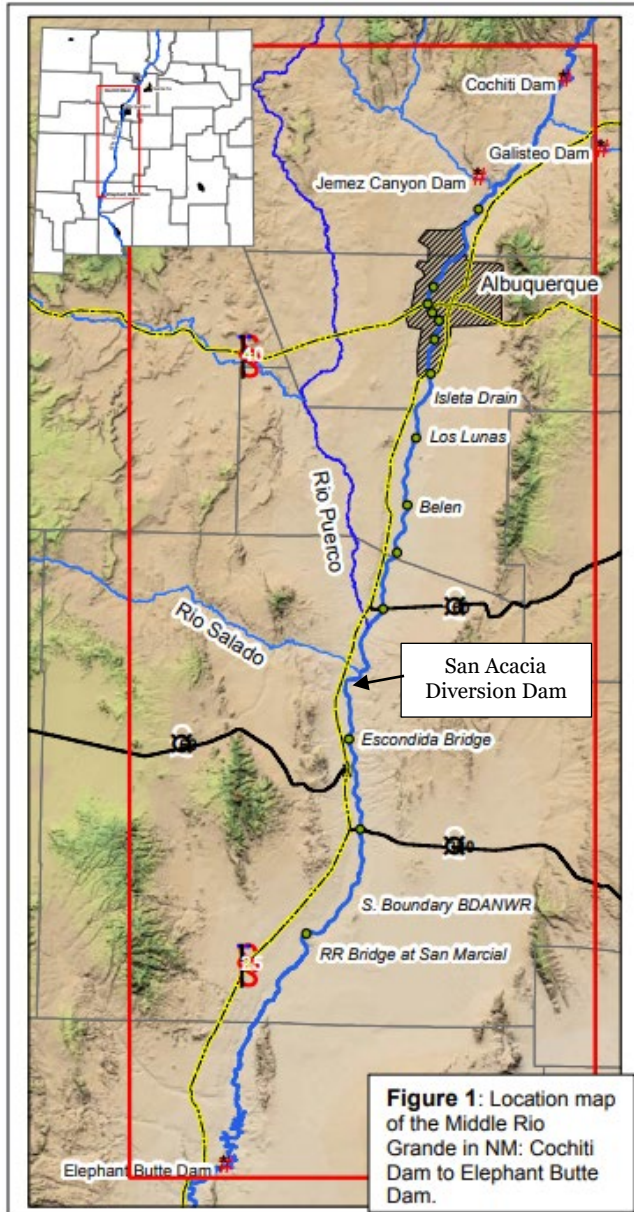 Cochiti Dam
Galisteo Dam
Jemez Canyon Dam
Albuquerque
40
Isleta Drain
Los Lunas
Rio Puerco
Belen
Rio Salado
San Acacia
Diversion Dam
Escondida Bridge
S. Boundary BDANWR
RR Bridge at San Marcial
25
Elephant Butte Dam
Figure 1: Location map
of the Middle Rio
Grande in NM: Cochiti
Dam to Elephant Butte
Dam.